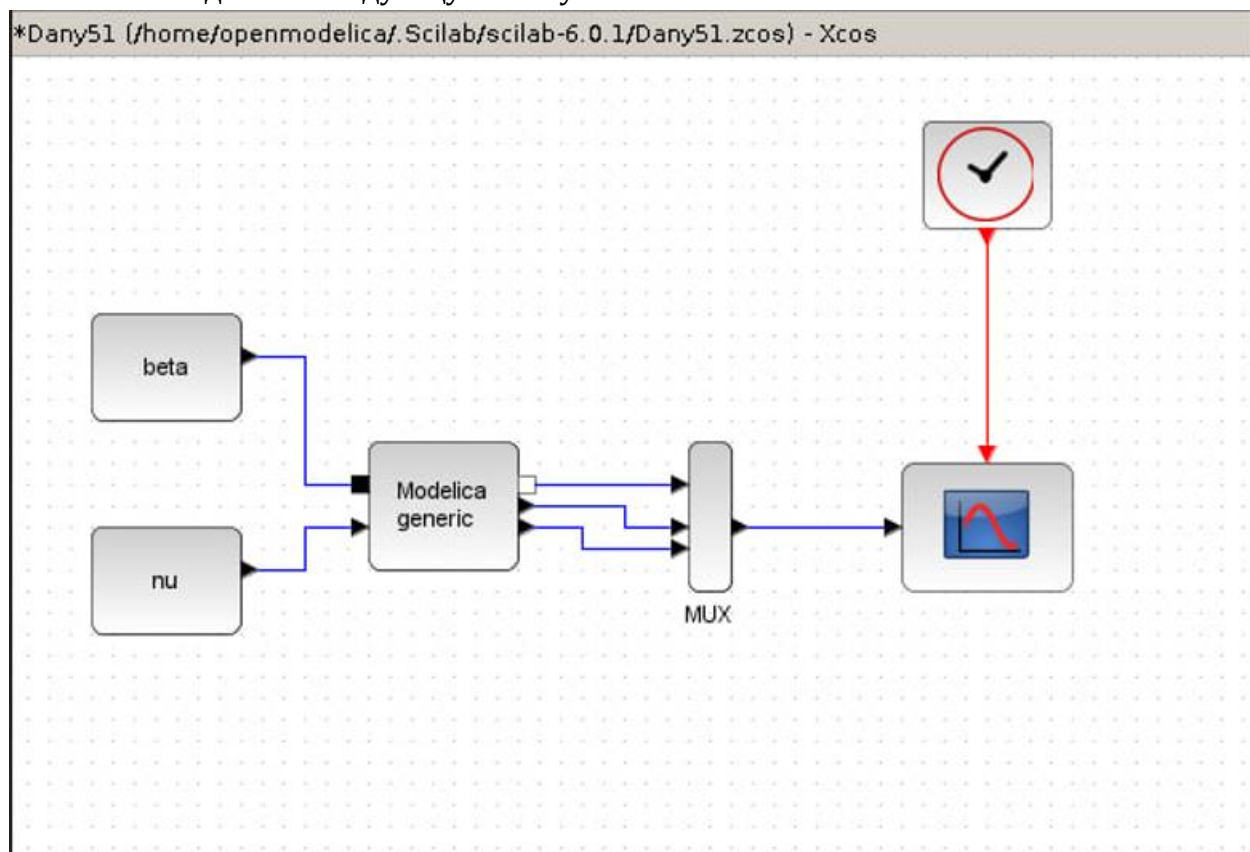 *Dany51 (/home/openmodelica/.Scilab/scilab-6.0.1/Dany51.zcos) - Xcos
beta
Modelica
generic
nu
MUX